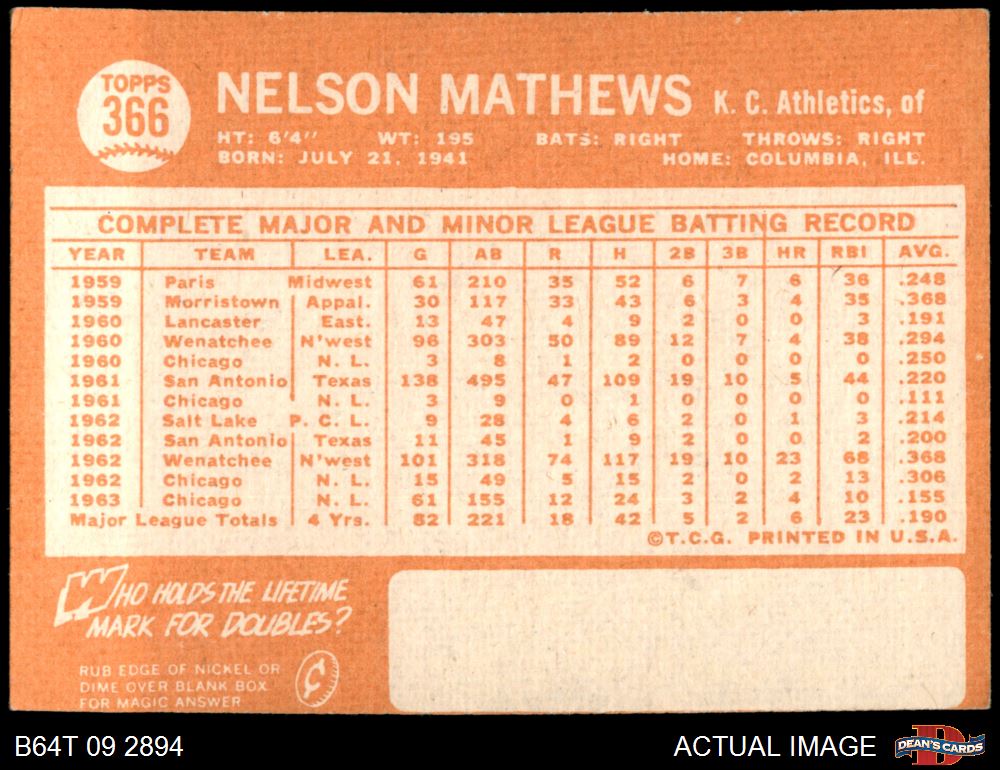 TOPPS
366
NELSON MATHEWS K. C. Athletics, of
HT: 6'4" WT: 195 BATS: RIGHT THROWS: RIGHT
BORN: JULY 21, 1941 HOME: COLUMBIA, ILL.
COMPLETE MAJOR AND MINOR LEAGUE BATTING RECORD
YEAR TEAM LEA. G AB R H 2B 3B HR RBI AVG.
1959 Paris Midwest 61 210 35 52 6 7 6 36 .248
1959 Morristown Appal. 30 117 33 43 6 3 4 35 .368
1960 Lancaster East. 13 47 4 9 2 0 0 3 .191
1960 Wenatchee N'west 96 303 50 89 12 7 4 38 .294
1960 Chicago N. L. 3 8 1 2 0 0 0 0 .250
1961 San Antonio Texas 138 495 47 109 19 10 5 44 .220
1961 Chicago N. L. 3 9 0 1 0 0 0 0 .111
1962 Salt Lake P. C. L. 9 28 4 6 2 0 1 3 .214
1962 San Antonio Texas 11 45 1 9 2 0 0 2 .200
1962 Wenatchee N'west 101 318 74 117 19 10 23 68 .368
1962 Chicago N. L. 15 49 5 15 2 0 2 13 .306
1963 Chicago N. L. 61 155 12 24 3 2 4 10 .155
Major League Totals 4 Yrs. 82 221 18 42 5 2 6 23 .190
©T.C.G. PRINTED IN U.S.A.
WHO HOLDS THE LIFETIME
MARK FOR DOUBLES?
RUB EDGE OF NICKEL OR
DIME OVER BLANK BOX
FOR MAGIC ANSWER
¢
B64T 09 2894 ACTUAL IMAGE
D
DEAN'S CARDS